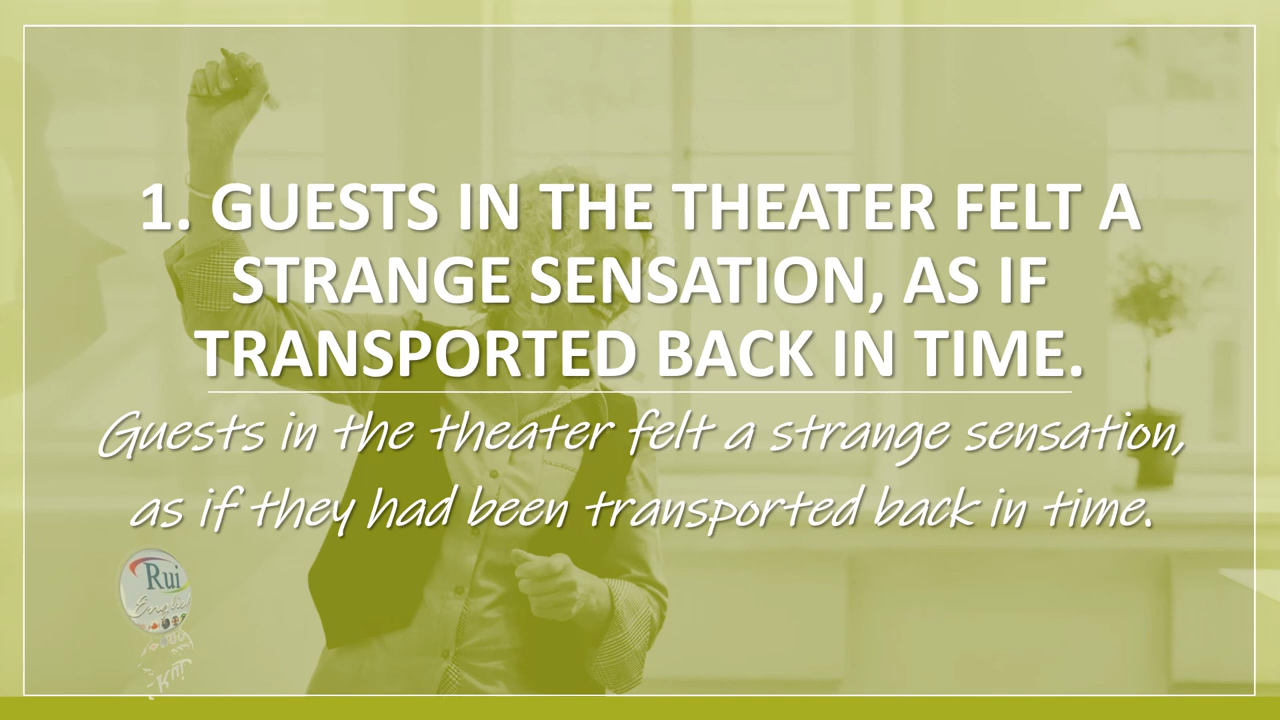 1. GUESTS IN THE THEATER FELT A
STRANGE SENSATION, AS IF
TRANSPORTED BACK IN TIME.
Guests in the theater felt a strange sensation,
as if they had been transported back in time.
Rui
English